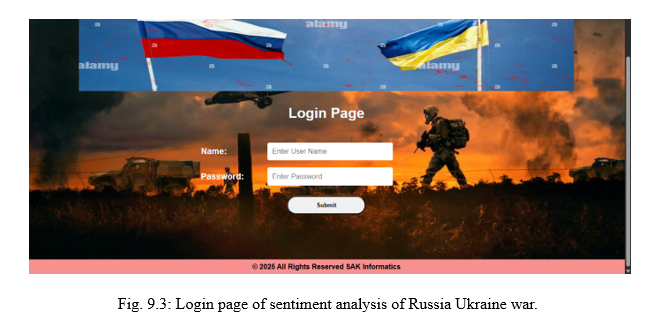 alamy
alamy
alamy
Login Page
Name:
Enter User Name
Password:
Enter Password
Submit
© 2025 All Rights Reserved SAK Informatics
Fig. 9.3: Login page of sentiment analysis of Russia Ukraine war.